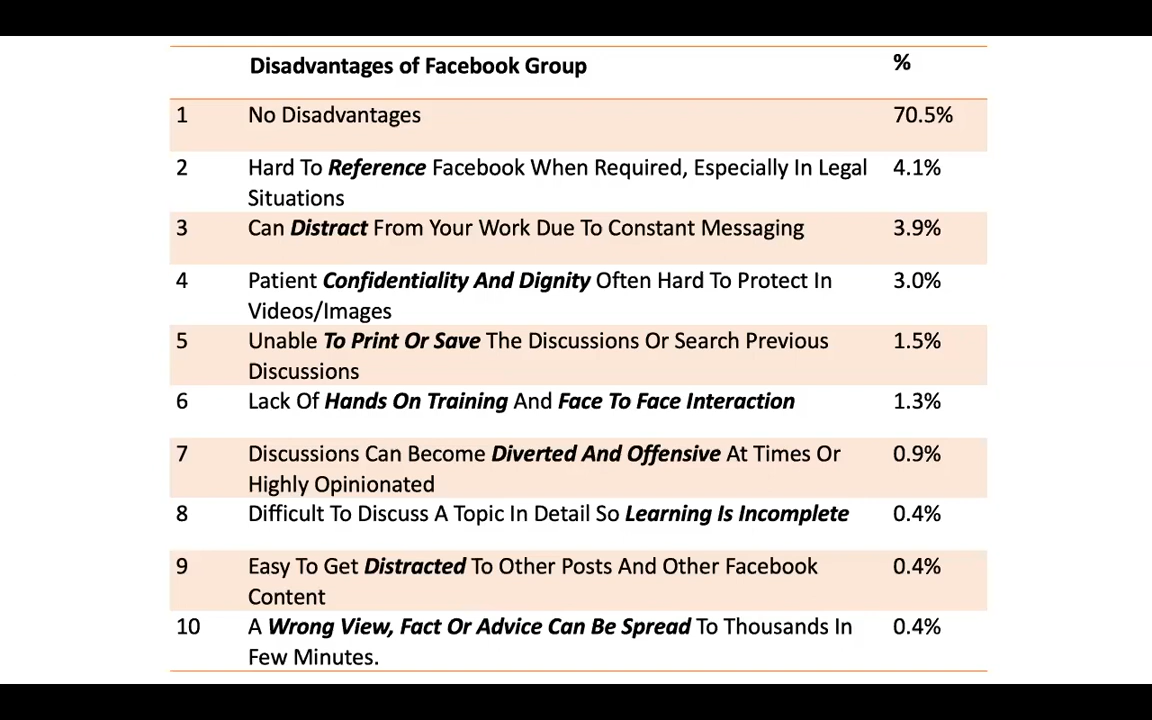 Disadvantages of Facebook Group %
1 No Disadvantages 70.5%
2 Hard To Reference Facebook When Required, Especially In Legal 4.1%
Situations
3 Can Distract From Your Work Due To Constant Messaging 3.9%
4 Patient Confidentiality And Dignity Often Hard To Protect In 3.0%
Videos/Images
5 Unable To Print Or Save The Discussions Or Search Previous 1.5%
Discussions
6 Lack Of Hands On Training And Face To Face Interaction 1.3%
7 Discussions Can Become Diverted And Offensive At Times Or 0.9%
Highly Opinionated
8 Difficult To Discuss A Topic In Detail So Learning Is Incomplete 0.4%
9 Easy To Get Distracted To Other Posts And Other Facebook 0.4%
Content
10 A Wrong View, Fact Or Advice Can Be Spread To Thousands In 0.4%
Few Minutes.